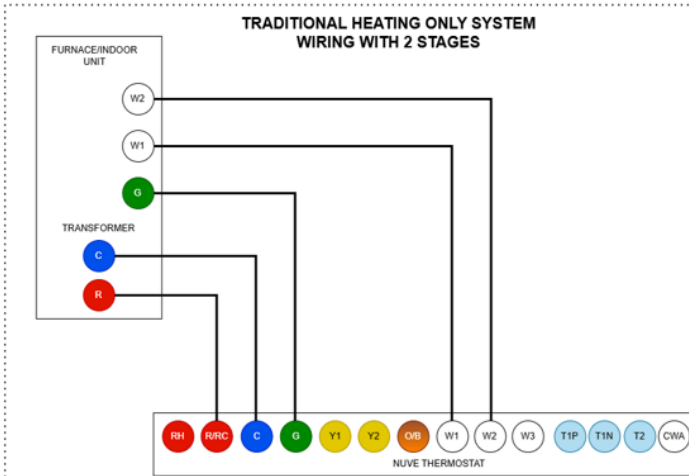 TRADITIONAL HEATING ONLY SYSTEM
WIRING WITH 2 STAGES
FURNACE/INDOOR
UNIT
W2
W1
G
TRANSFORMER
C
R
RH R/RC C G Y1 Y2 O/B W1 W2 W3 T1P T1N T2 CWA
NUVE THERMOSTAT